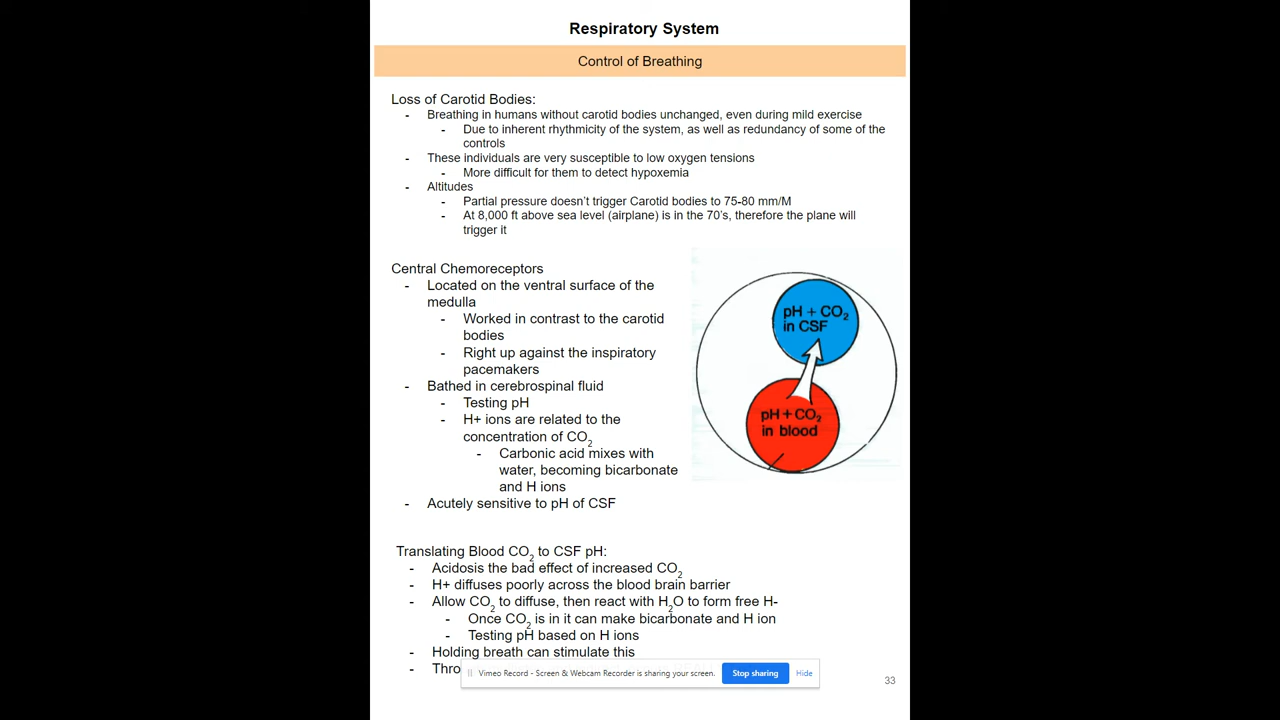 Respiratory System
Control of Breathing
Loss of Carotid Bodies:
- Breathing in humans without carotid bodies unchanged, even during mild exercise
- Due to inherent rhythmicity of the system, as well as redundancy of some of the
controls
- These individuals are very susceptible to low oxygen tensions
- More difficult for them to detect hypoxemia
- Altitudes
- Partial pressure doesn't trigger Carotid bodies to 75-80 mm/M
- At 8,000 ft above sea level (airplane) is in the 70's, therefore the plane will
trigger it
Central Chemoreceptors
- Located on the ventral surface of the
medulla
- Worked in contrast to the carotid
bodies
- Right up against the inspiratory
pacemakers
- Bathed in cerebrospinal fluid
- Testing pH
- H+ ions are related to the
concentration of CO2
- Carbonic acid mixes with
water, becoming bicarbonate
and H ions
- Acutely sensitive to pH of CSF
pH + CO2
in CSF
pH + CO2
in blood
Translating Blood CO2 to CSF pH:
- Acidosis the bad effect of increased CO2
- H+ diffuses poorly across the blood brain barrier
- Allow CO2 to diffuse, then react with H2O to form free H-
- Once CO2 is in it can make bicarbonate and H ion
- Testing pH based on H ions
- Holding breath can stimulate this
- Thro
Vimeo Record - Screen & Webcam Recorder is sharing your screen. Stop sharing Hide
33